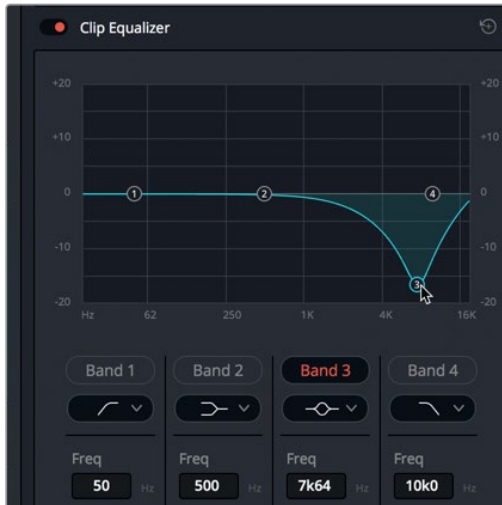 Clip Equalizer
+20 +20
+10 +10
0 1 2 4 0
-10 -10
3
-20 -20
Hz 62 250 1K 4K 16K
Band 1 Band 2 Band 3 Band 4
Freq Freq Freq Freq
50 Hz 500 Hz 7k64 Hz 10k0 Hz